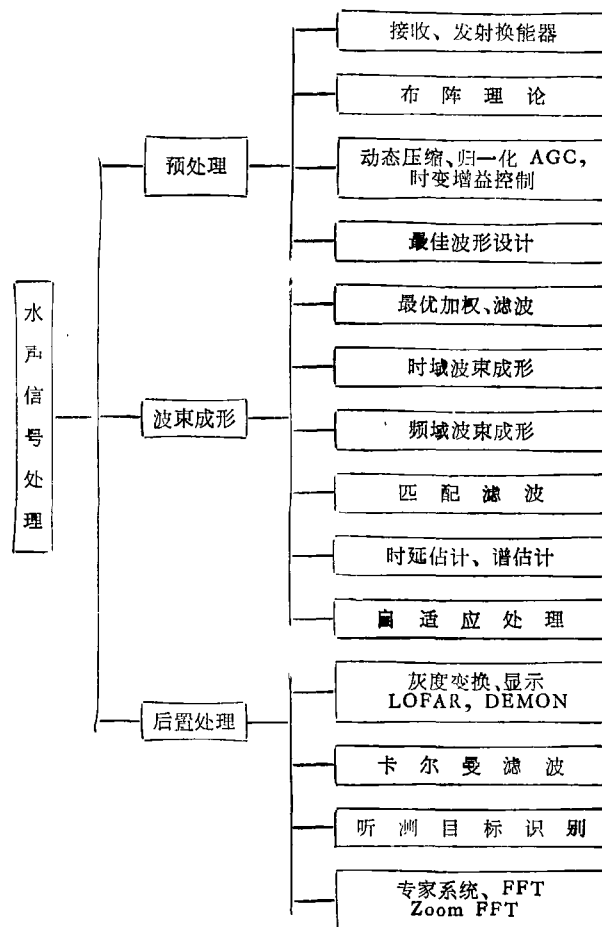 水声信号处理
预处理
接收、发射换能器
布阵理论
动态压缩、归一化 AGC,
时变增益控制
最佳波形设计
波束成形
最优加权、滤波
时域波束成形
频域波束成形
匹配滤波
时延估计、谱估计
自适应处理
后置处理
灰度变换、显示
LOFAR, DEMON
卡尔曼滤波
听测目标识别
专家系统、FFT
Zoom FFT